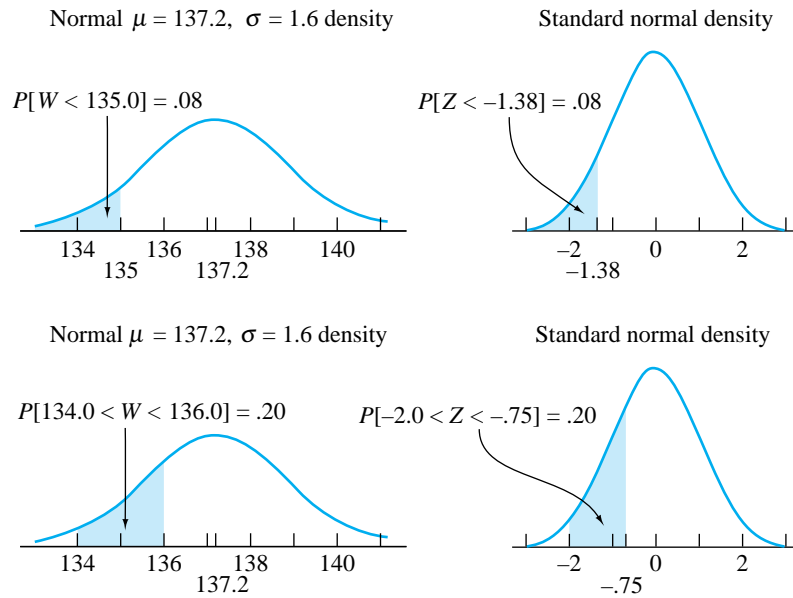 Normal μ = 137.2, σ = 1.6 density
P[W < 135.0] = .08
134 136 138 140
135 137.2
Standard normal density
P[Z < –1.38] = .08
–2 0 2
–1.38
Normal μ = 137.2, σ = 1.6 density
P[134.0 < W < 136.0] = .20
134 136 138 140
137.2
Standard normal density
P[–2.0 < Z < –.75] = .20
–2 0 2
–.75